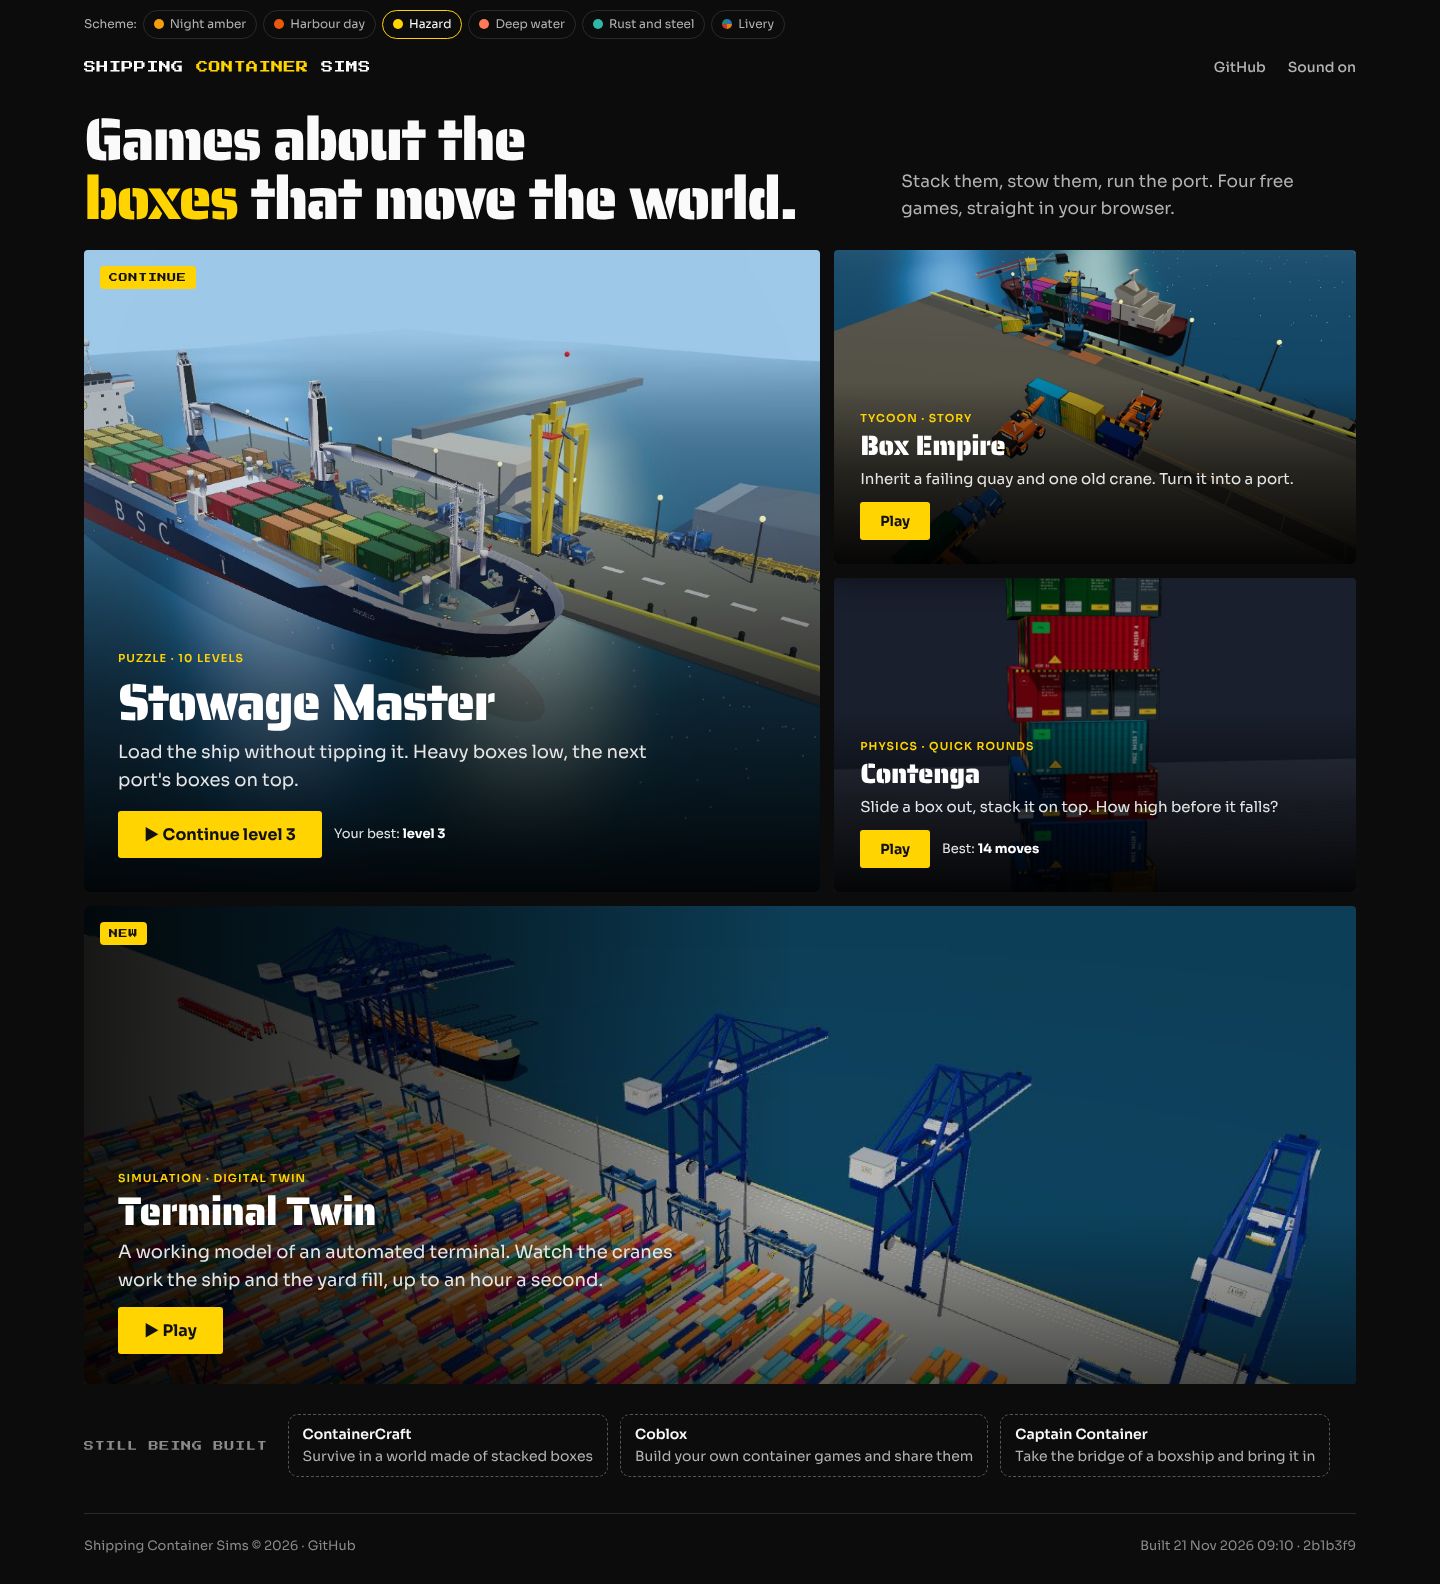 Scheme: Night amber Harbour day Hazard Deep water Rust and steel Livery
SHIPPING CONTAINER SIMS
GitHub Sound on
Games about the
boxes that move the world.
Stack them, stow them, run the port. Four free
games, straight in your browser.
CONTINUE
BSC
PUZZLE · 10 LEVELS
Stowage Master
Load the ship without tipping it. Heavy boxes low, the next
port's boxes on top.
▶ Continue level 3
Your best: level 3
TYCOON · STORY
Box Empire
Inherit a failing quay and one old crane. Turn it into a port.
Play
PHYSICS · QUICK ROUNDS
Contenga
Slide a box out, stack it on top. How high before it falls?
Play
Best: 14 moves
NEW
SIMULATION · DIGITAL TWIN
Terminal Twin
A working model of an automated terminal. Watch the cranes
work the ship and the yard fill, up to an hour a second.
▶ Play
STILL BEING BUILT
ContainerCraft
Survive in a world made of stacked boxes
Coblox
Build your own container games and share them
Captain Container
Take the bridge of a boxship and bring it in
Shipping Container Sims © 2026 · GitHub
Built 21 Nov 2026 09:10 · 2b1b3f9